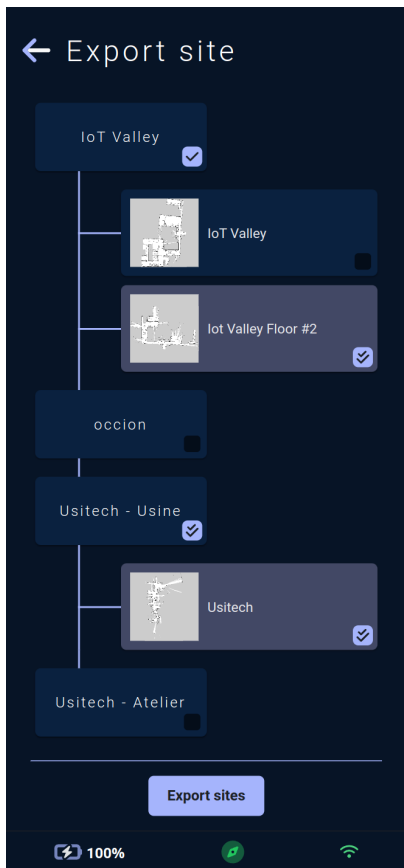 Export site
IoT Valley
IoT Valley
Iot Valley Floor #2
occion
Usitech - Usine
Usitech
Usitech - Atelier
Export sites
100%